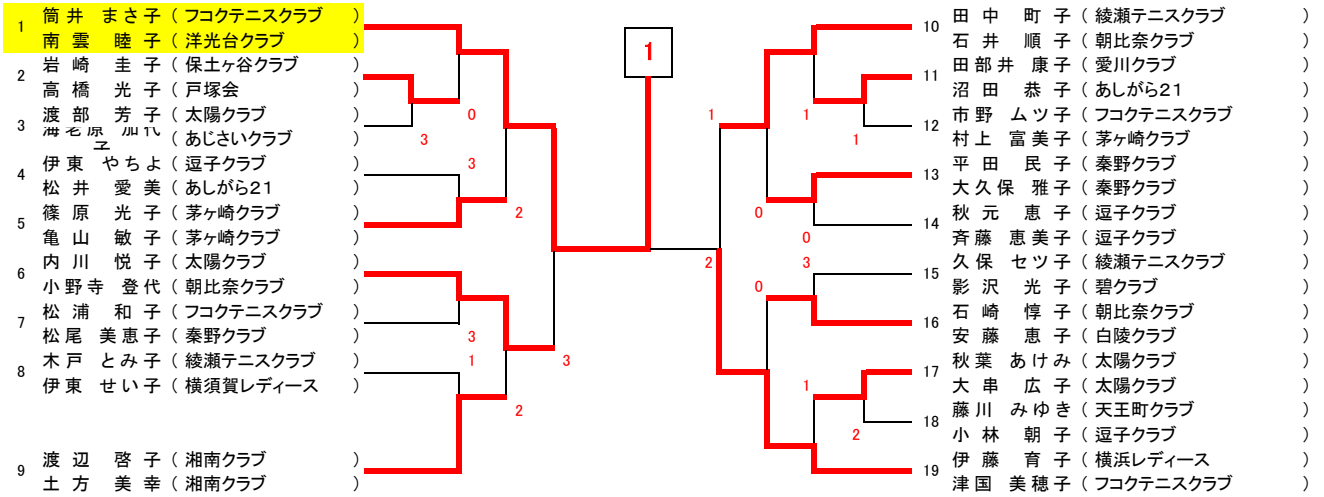 1 筒井 まさ子 ( フコクテニスクラブ )
南雲 睦子 ( 洋光台クラブ )
2 岩崎 圭子 ( 保土ヶ谷クラブ )
高橋 光子 ( 戸塚会 )
3 渡部 芳子 ( 太陽クラブ )
海老原 加代子 ( あじさいクラブ )
4 伊東 やちよ ( 逗子クラブ )
松井 愛美 ( あしがら21 )
5 篠原 光子 ( 茅ヶ崎クラブ )
亀山 敏子 ( 茅ヶ崎クラブ )
6 内川 悦子 ( 太陽クラブ )
小野寺 登代 ( 朝比奈クラブ )
7 松浦 和子 ( フコクテニスクラブ )
松尾 美恵子 ( 秦野クラブ )
8 木戸 とみ子 ( 綾瀬テニスクラブ )
伊東 せい子 ( 横須賀レディース )
9 渡辺 啓子 ( 湘南クラブ )
土方 美幸 ( 湘南クラブ )
0
3
3
2
3
1
3
2
1
1
1
1
0
0
2
3
0
1
2
10 田中 町子 ( 綾瀬テニスクラブ )
石井 順子 ( 朝比奈クラブ )
11 田部井 康子 ( 愛川クラブ )
沼田 恭子 ( あしがら21 )
12 市野 ムツ子 ( フコクテニスクラブ )
村上 富美子 ( 茅ヶ崎クラブ )
13 平田 民子 ( 秦野クラブ )
大久保 雅子 ( 秦野クラブ )
14 秋元 恵子 ( 逗子クラブ )
斉藤 恵美子 ( 逗子クラブ )
15 久保 セツ子 ( 綾瀬テニスクラブ )
影沢 光子 ( 碧クラブ )
16 石崎 惇子 ( 朝比奈クラブ )
安藤 恵子 ( 白陵クラブ )
17 秋葉 あけみ ( 太陽クラブ )
大串 広子 ( 太陽クラブ )
18 藤川 みゆき ( 天王町クラブ )
小林 朝子 ( 逗子クラブ )
19 伊藤 育子 ( 横浜レディース )
津国 美穂子 ( フコクテニスクラブ )